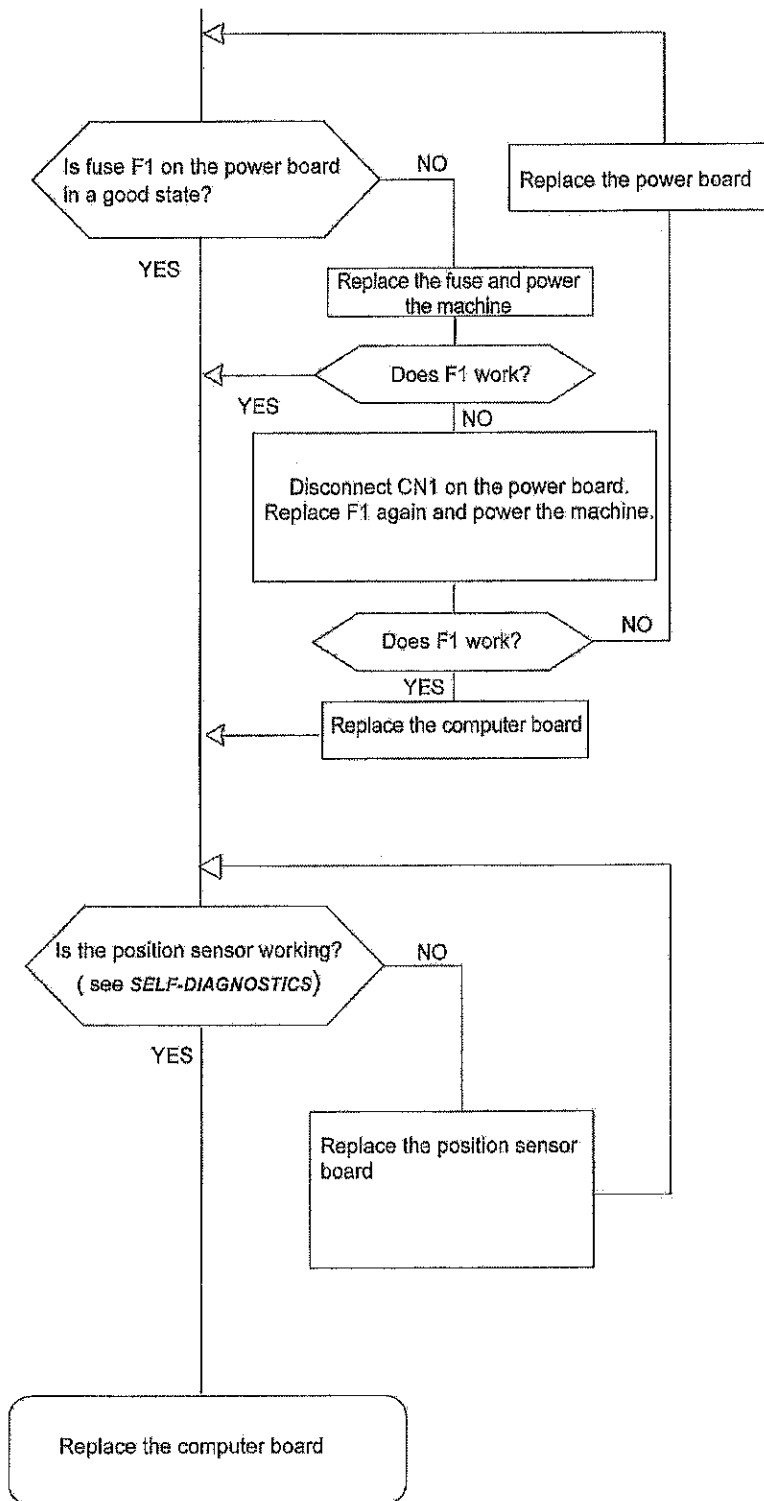 Is fuse F1 on the power board
in a good state?
NO
Replace the power board
YES
Replace the fuse and power
the machine
Does F1 work?
YES
NO
Disconnect CN1 on the power board.
Replace F1 again and power the machine.
Does F1 work?
NO
YES
Replace the computer board
Is the position sensor working?
( see SELF-DIAGNOSTICS)
NO
YES
Replace the position sensor
board
Replace the computer board